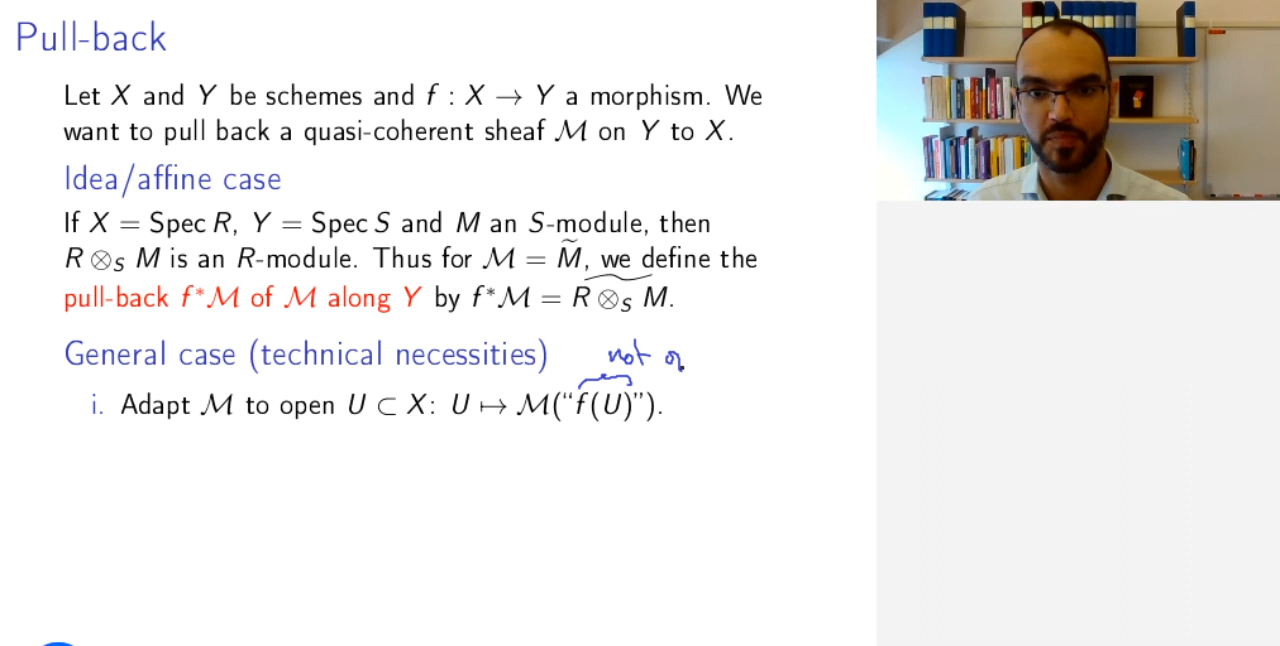 Pull-back
Let X and Y be schemes and f : X → Y a morphism. We
want to pull back a quasi-coherent sheaf ℳ on Y to X.
Idea/affine case
If X = Spec R, Y = Spec S and M an S-module, then
R ⊗_S M is an R-module. Thus for ℳ = M̃, we define the
pull-back f*ℳ of ℳ along Y by f*ℳ = \widetilde{R ⊗_S M}.
General case (technical necessities)
not
i. Adapt ℳ to open U ⊂ X: U ↦ ℳ(“f(U)”).